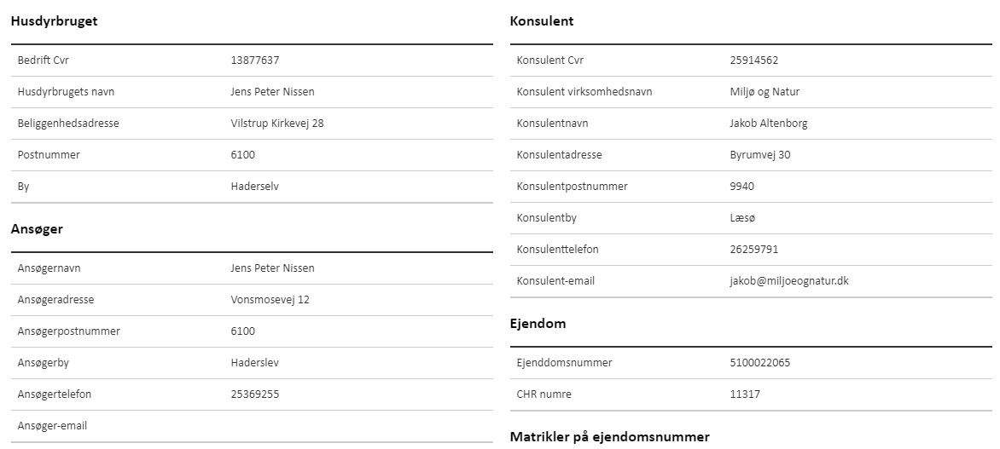 Husdyrbruget
Bedrift Cvr 13877637
Husdyrbrugets navn Jens Peter Nissen
Beliggenhedsadresse Vilstrup Kirkevej 28
Postnummer 6100
By Haderselv
Ansøger
Ansøgernavn Jens Peter Nissen
Ansøgeradresse Vonsmosevej 12
Ansøgerpostnummer 6100
Ansøgerby Haderslev
Ansøgertelefon 25369255
Ansøger-email
Konsulent
Konsulent Cvr 25914562
Konsulent virksomhedsnavn Miljø og Natur
Konsulentnavn Jakob Altenborg
Konsulentadresse Byrumvej 30
Konsulentpostnummer 9940
Konsulentby Læsø
Konsulenttelefon 26259791
Konsulent-email jakob@miljoeognatur.dk
Ejendom
Ejenddomsnummer 5100022065
CHR numre 11317
Matrikler på ejendomsnummer